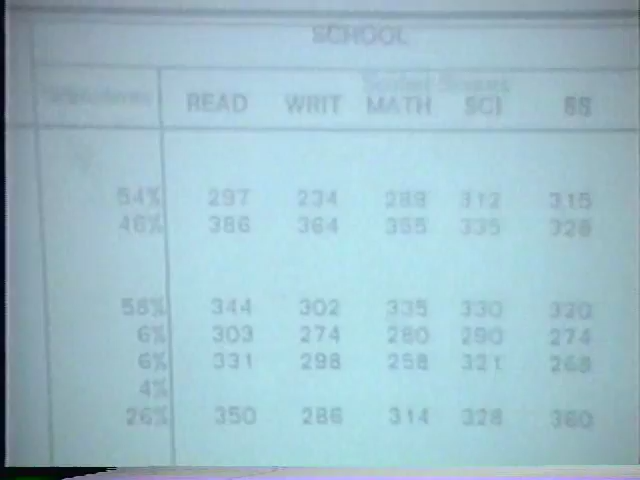 SCHOOL
READ WRIT MATH SCI SS
54% 297 234 289 312 315
46% 386 364 355 335 328
58% 344 302 335 330 320
6% 303 274 280 290 274
6% 331 298 258 321 268
4%
26% 350 286 314 328 360